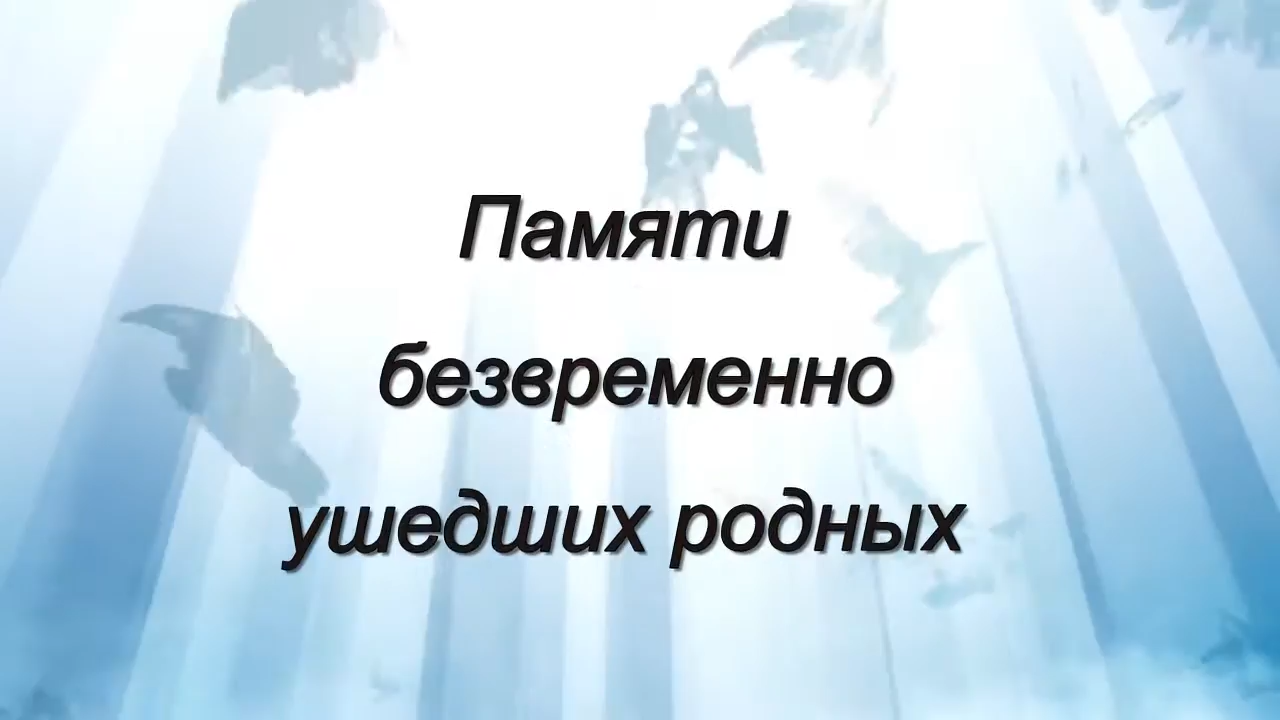 Памяти
безвременно
ушедших родных